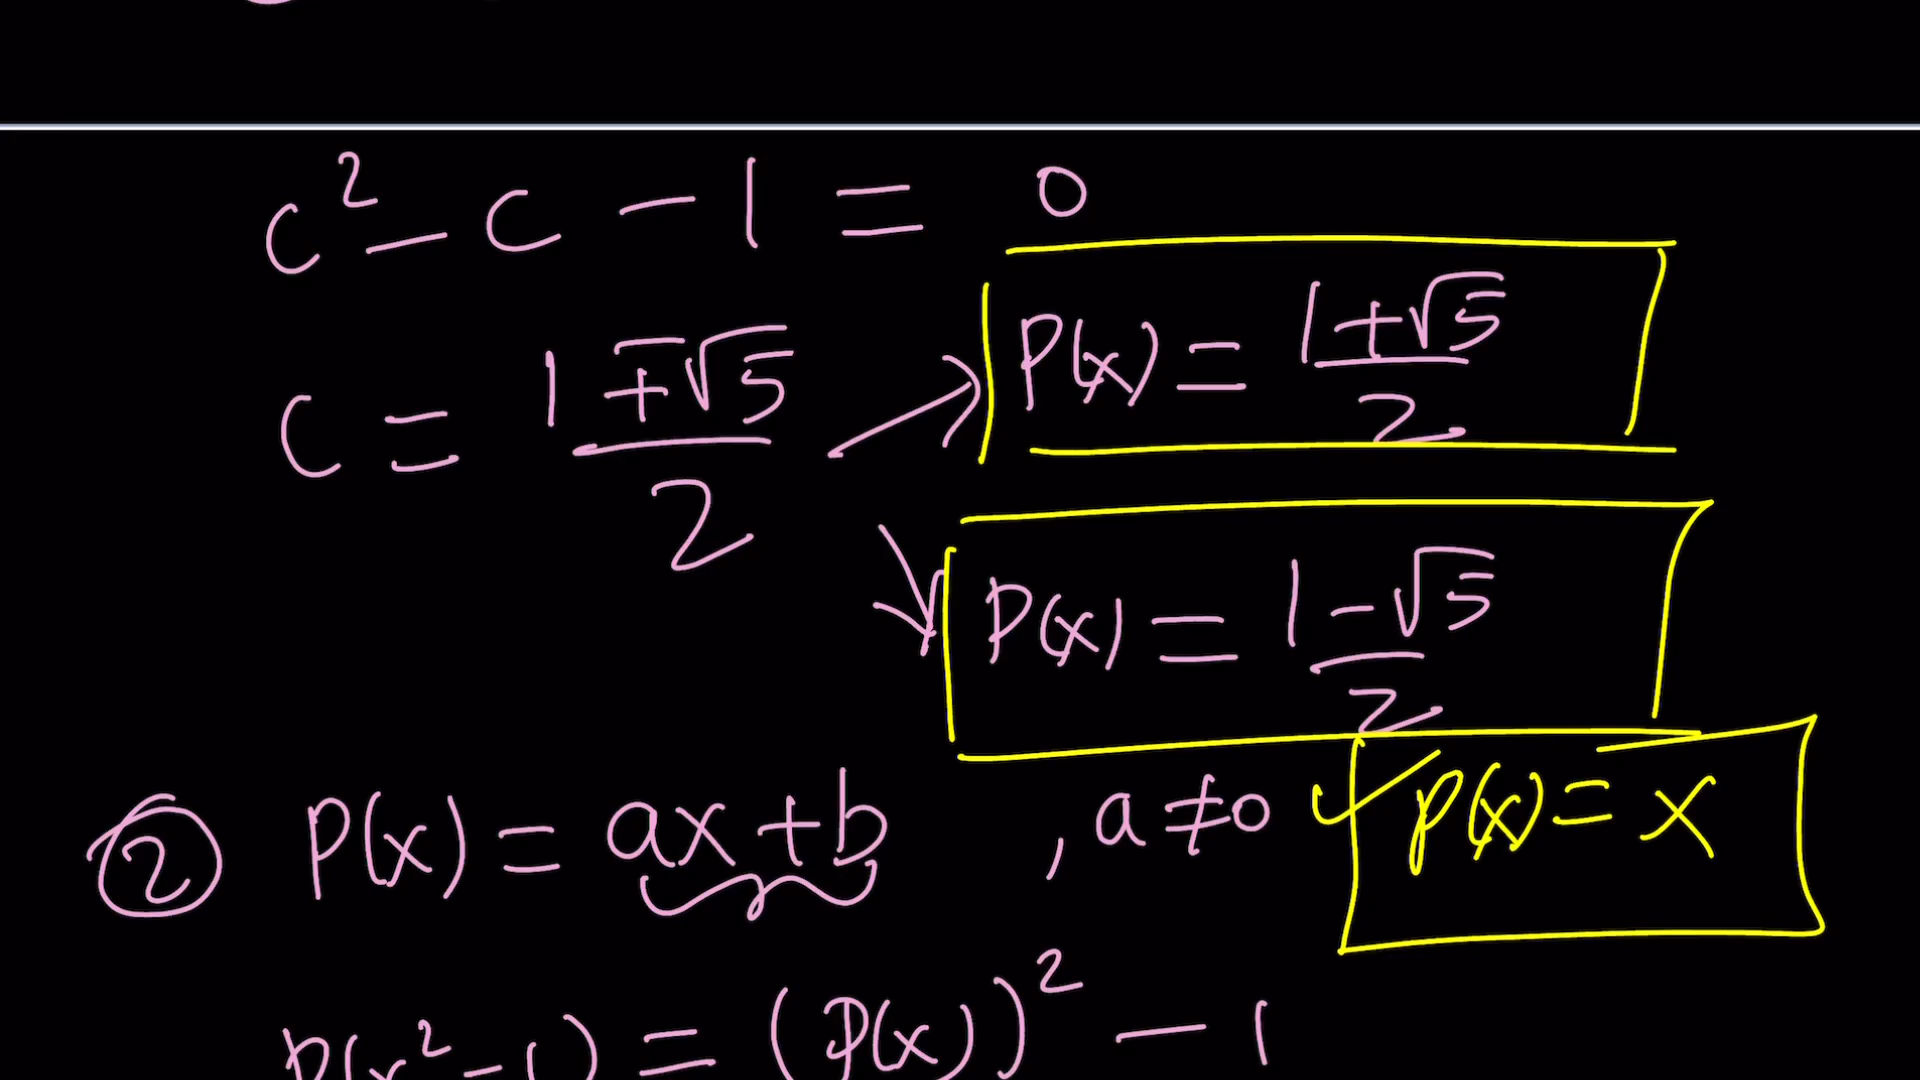 c² - c - 1 = 0
c = (1 ∓ √5)/2
P(x) = (1 + √5)/2
P(x) = (1 - √5)/2
② P(x) = ax + b , a ≠ 0
✓ P(x) = x
P(x² - 1) = (P(x))² - 1